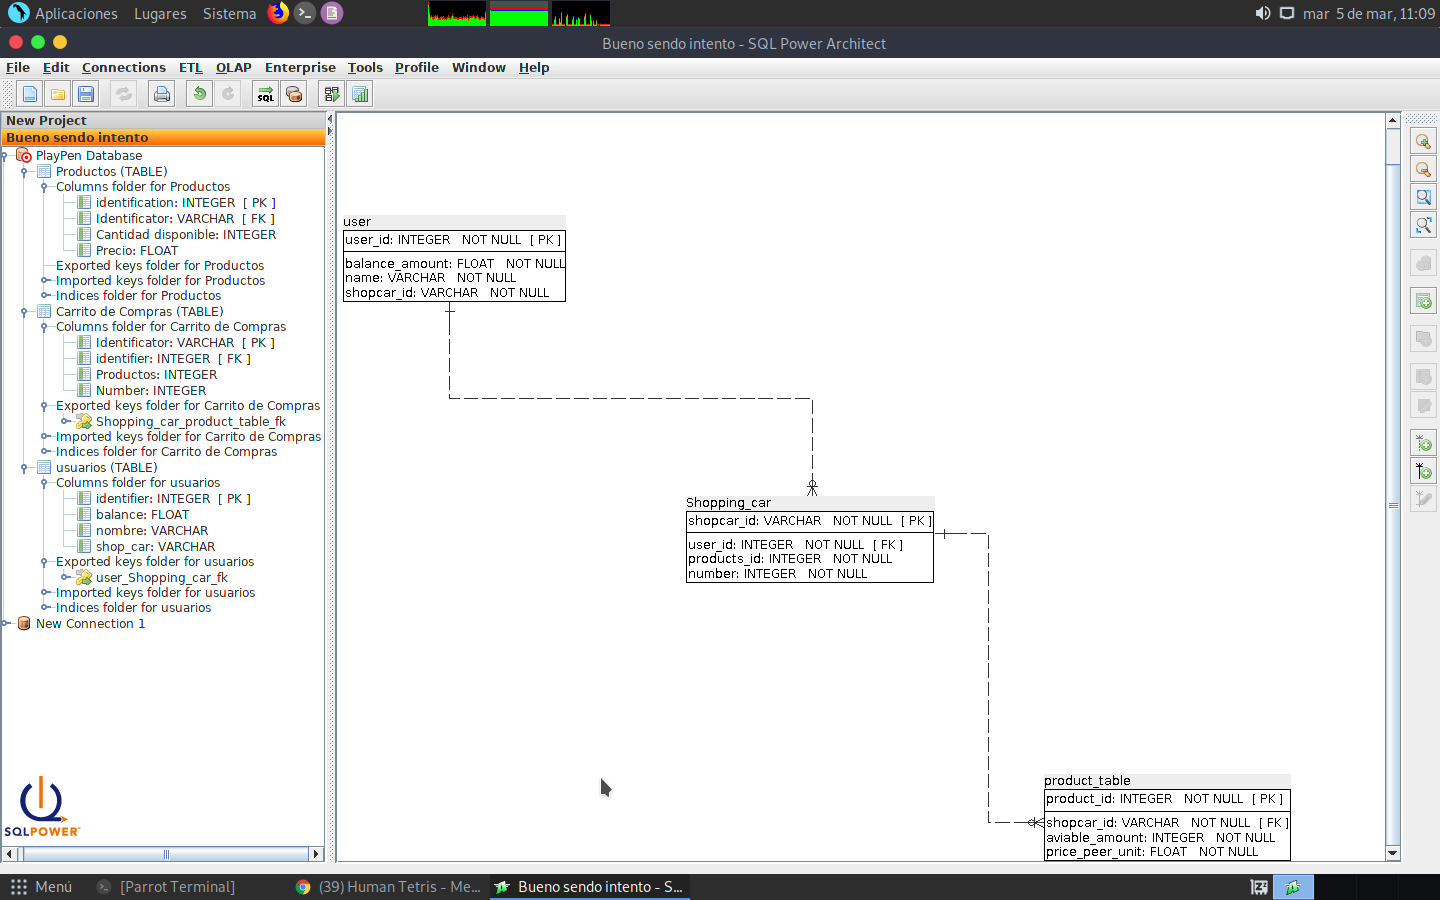 Aplicaciones Lugares Sistema mar 5 de mar, 11:09
Bueno sendo intento - SQL Power Architect
File Edit Connections ETL OLAP Enterprise Tools Profile Window Help
SQL
New Project
Bueno sendo intento
PlayPen Database
Productos (TABLE)
Columns folder for Productos
identification: INTEGER [ PK ]
Identificator: VARCHAR [ FK ]
Cantidad disponible: INTEGER
Precio: FLOAT
Exported keys folder for Productos
Imported keys folder for Productos
Indices folder for Productos
Carrito de Compras (TABLE)
Columns folder for Carrito de Compras
Identificator: VARCHAR [ PK ]
identifier: INTEGER [ FK ]
Productos: INTEGER
Number: INTEGER
Exported keys folder for Carrito de Compras
Shopping_car_product_table_fk
Imported keys folder for Carrito de Compras
Indices folder for Carrito de Compras
usuarios (TABLE)
Columns folder for usuarios
identifier: INTEGER [ PK ]
balance: FLOAT
nombre: VARCHAR
shop_car: VARCHAR
Exported keys folder for usuarios
user_Shopping_car_fk
Imported keys folder for usuarios
Indices folder for usuarios
New Connection 1
SQLPOWER
user
user_id: INTEGER NOT NULL [ PK ]
balance_amount: FLOAT NOT NULL
name: VARCHAR NOT NULL
shopcar_id: VARCHAR NOT NULL
Shopping_car
shopcar_id: VARCHAR NOT NULL [ PK ]
user_id: INTEGER NOT NULL [ FK ]
products_id: INTEGER NOT NULL
number: INTEGER NOT NULL
product_table
product_id: INTEGER NOT NULL [ PK ]
shopcar_id: VARCHAR NOT NULL [ FK ]
aviable_amount: INTEGER NOT NULL
price_peer_unit: FLOAT NOT NULL
Menú [Parrot Terminal] (39) Human Tetris - Me... Bueno sendo intento - S...